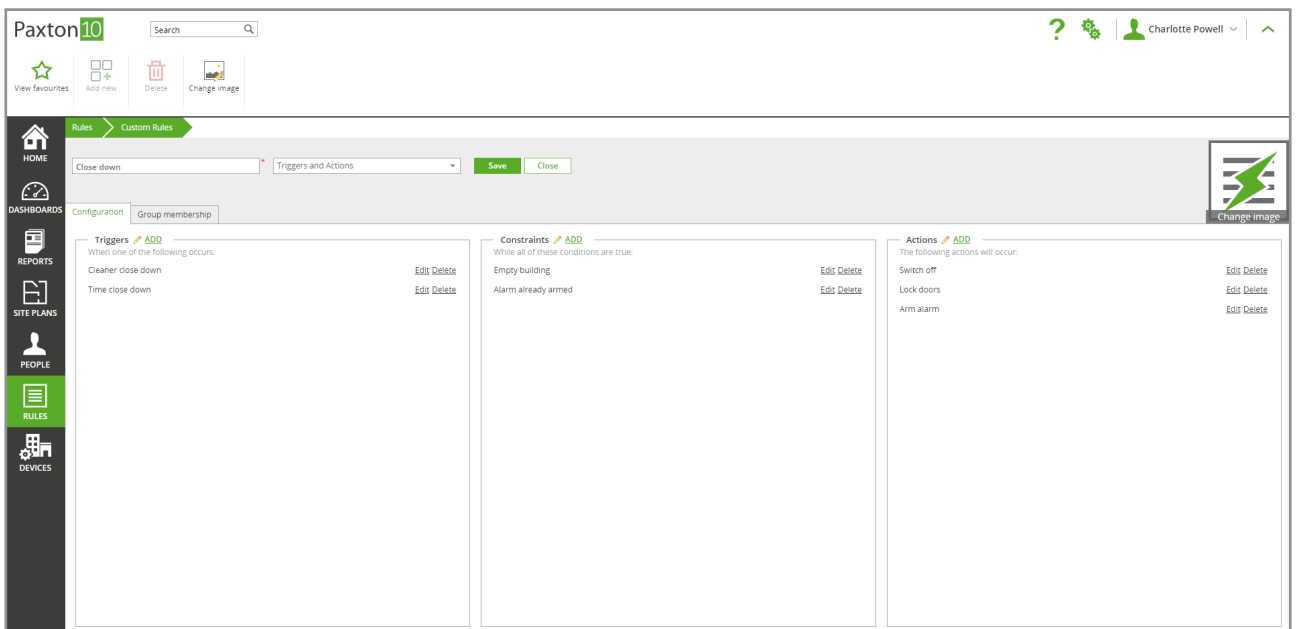 Paxton10
Search
Charlotte Powell
View favourites
Add new
Delete
Change image
Rules
Custom Rules
HOME
DASHBOARDS
REPORTS
SITE PLANS
PEOPLE
RULES
DEVICES
Close down *
Triggers and Actions
Save
Close
Change image
Configuration
Group membership
Triggers ADD
When one of the following occurs:
Cleaner close down Edit Delete
Time close down Edit Delete
Constraints ADD
While all of these conditions are true:
Empty building Edit Delete
Alarm already armed Edit Delete
Actions ADD
The following actions will occur:
Switch off Edit Delete
Lock doors Edit Delete
Arm alarm Edit Delete